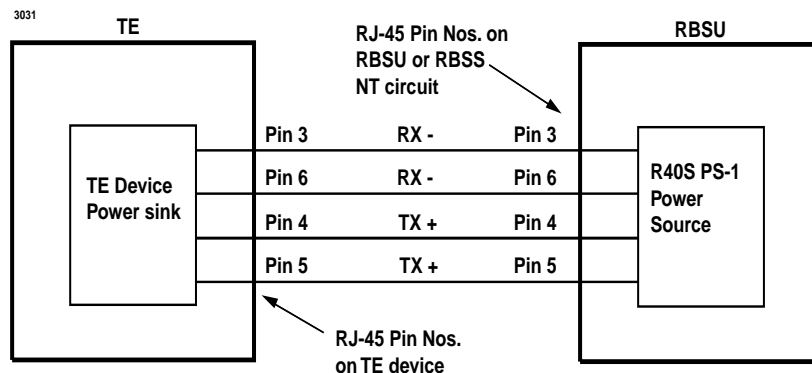 3031
TE
RBSU
RJ-45 Pin Nos. on
RBSU or RBSS
NT circuit
Pin 3 RX - Pin 3
Pin 6 RX - Pin 6
Pin 4 TX + Pin 4
Pin 5 TX + Pin 5
TE Device
Power sink
R40S PS-1
Power
Source
RJ-45 Pin Nos.
on TE device